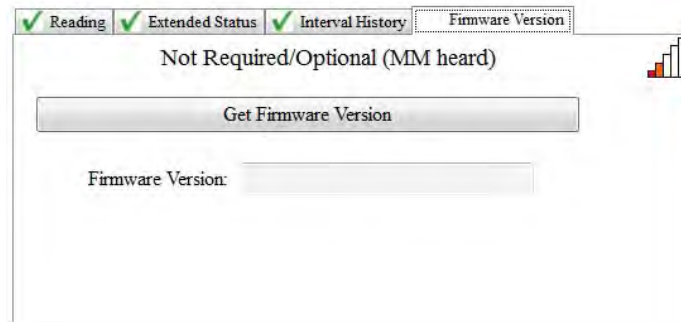 Reading Extended Status Interval History Firmware Version
Not Required/Optional (MM heard)
Get Firmware Version
Firmware Version: